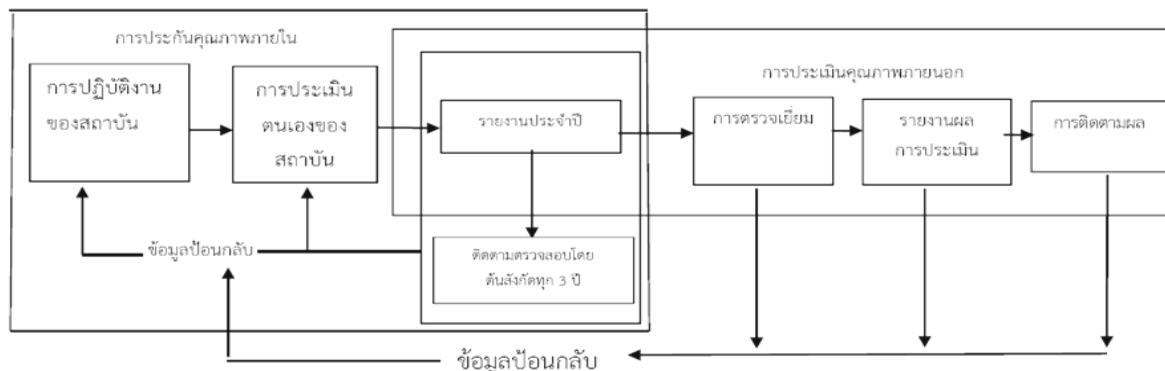 การประกันคุณภาพภายใน
การประเมินคุณภาพภายนอก
การปฏิบัติงาน
ของสถาบัน
การประเมิน
ตนเองของ
สถาบัน
รายงานประจำปี
การตรวจเยี่ยม
รายงานผล
การประเมิน
การติดตามผล
ข้อมูลป้อนกลับ
ติดตามตรวจสอบโดย
ต้นสังกัดทุก 3 ปี
ข้อมูลป้อนกลับ